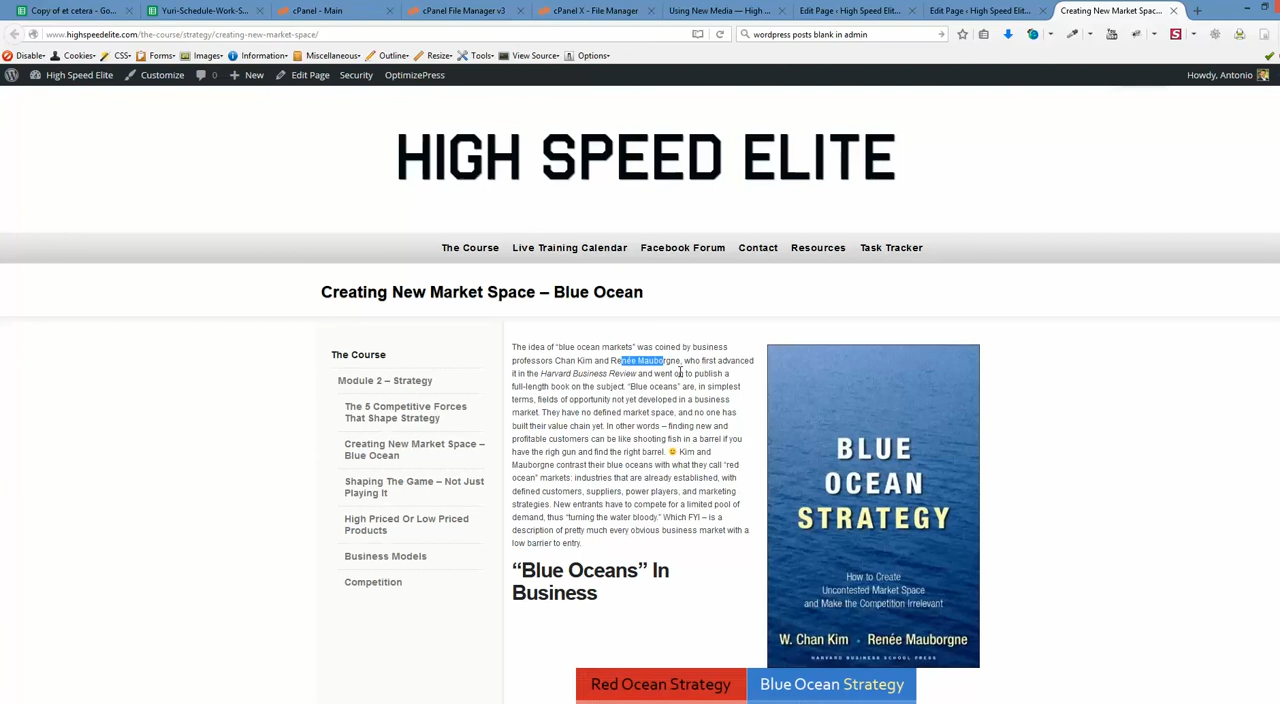 Copy of et cetera - Go...
Yuri-Schedule-Work-S...
cPanel - Main
cPanel File Manager v3
cPanel X - File Manager
Using New Media — High ...
Edit Page ‹ High Speed Elit...
Edit Page ‹ High Speed Elit...
Creating New Market Spac...
www.highspeedelite.com/the-course/strategy/creating-new-market-space/
wordpress posts blank in admin
Disable
Cookies
CSS
Forms
Images
Information
Miscellaneous
Outline
Resize
Tools
View Source
Options
High Speed Elite
Customize
0
New
Edit Page
Security
OptimizePress
Howdy, Antonio
HIGH SPEED ELITE
The Course
Live Training Calendar
Facebook Forum
Contact
Resources
Task Tracker
Creating New Market Space – Blue Ocean
The Course
Module 2 – Strategy
The 5 Competitive Forces
That Shape Strategy
Creating New Market Space –
Blue Ocean
Shaping The Game – Not Just
Playing It
High Priced Or Low Priced
Products
Business Models
Competition
The idea of “blue ocean markets” was coined by business
professors Chan Kim and Renée Mauborgne, who first advanced
it in the Harvard Business Review and went on to publish a
full-length book on the subject. “Blue oceans” are, in simplest
terms, fields of opportunity not yet developed in a business
market. They have no defined market space, and no one has
built their value chain yet. In other words – finding new and
profitable customers can be like shooting fish in a barrel if you
have the righ gun and find the right barrel. 🙂 Kim and
Mauborgne contrast their blue oceans with what they call “red
ocean” markets: industries that are already established, with
defined customers, suppliers, power players, and marketing
strategies. New entrants have to compete for a limited pool of
demand, thus “turning the water bloody.” Which FYI – is a
description of pretty much every obvious business market with a
low barrier to entry.
“Blue Oceans” In
Business
BLUE
OCEAN
STRATEGY
How to Create
Uncontested Market Space
and Make the Competition Irrelevant
W. Chan Kim • Renée Mauborgne
HARVARD BUSINESS SCHOOL PRESS
Red Ocean Strategy
Blue Ocean Strategy